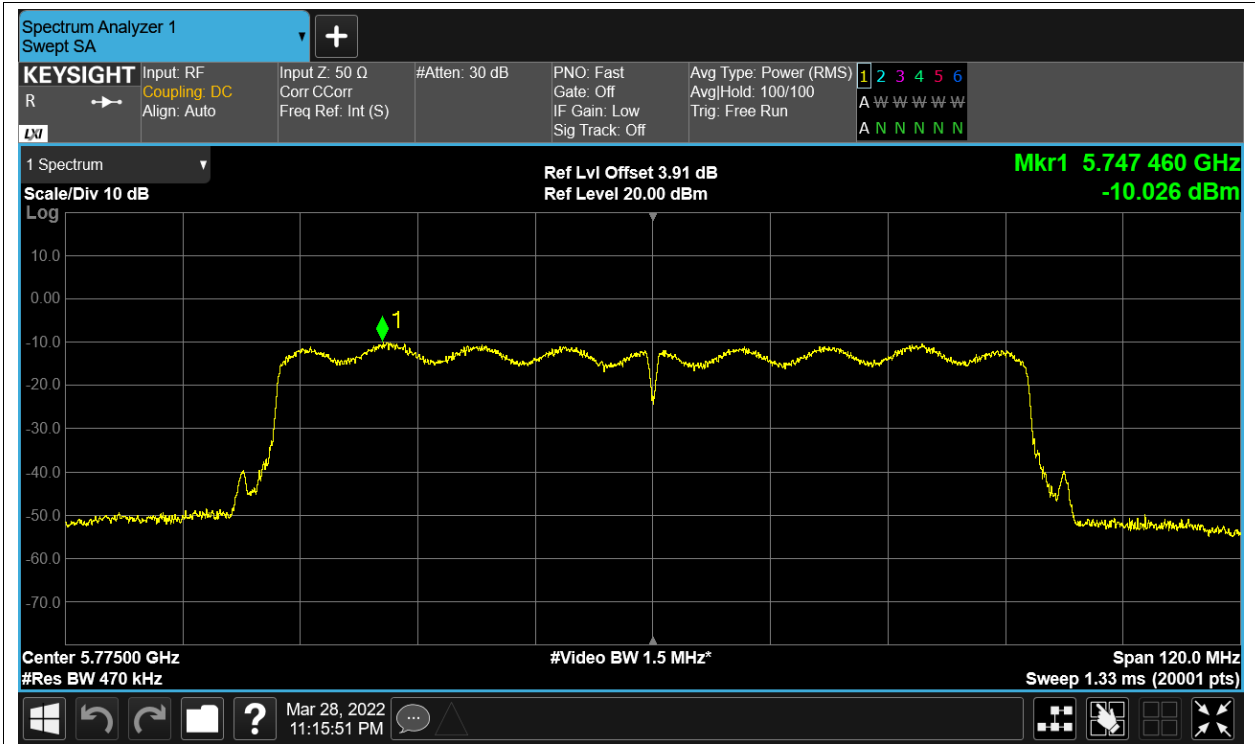 Spectrum Analyzer 1
Swept SA
KEYSIGHT
R
LXI
Input: RF
Coupling: DC
Align: Auto
Input Z: 50 Ω
Corr CCorr
Freq Ref: Int (S)
#Atten: 30 dB
PNO: Fast
Gate: Off
IF Gain: Low
Sig Track: Off
Avg Type: Power (RMS)
Avg|Hold: 100/100
Trig: Free Run
1 2 3 4 5 6
A W W W W W
A N N N N N
1 Spectrum
Scale/Div 10 dB
Log
Ref Lvl Offset 3.91 dB
Ref Level 20.00 dBm
Mkr1 5.747 460 GHz
-10.026 dBm
10.0
0.00
1
-10.0
-20.0
-30.0
-40.0
-50.0
-60.0
-70.0
Center 5.77500 GHz
#Video BW 1.5 MHz*
Span 120.0 MHz
#Res BW 470 kHz
Sweep 1.33 ms (20001 pts)
?
Mar 28, 2022
11:15:51 PM